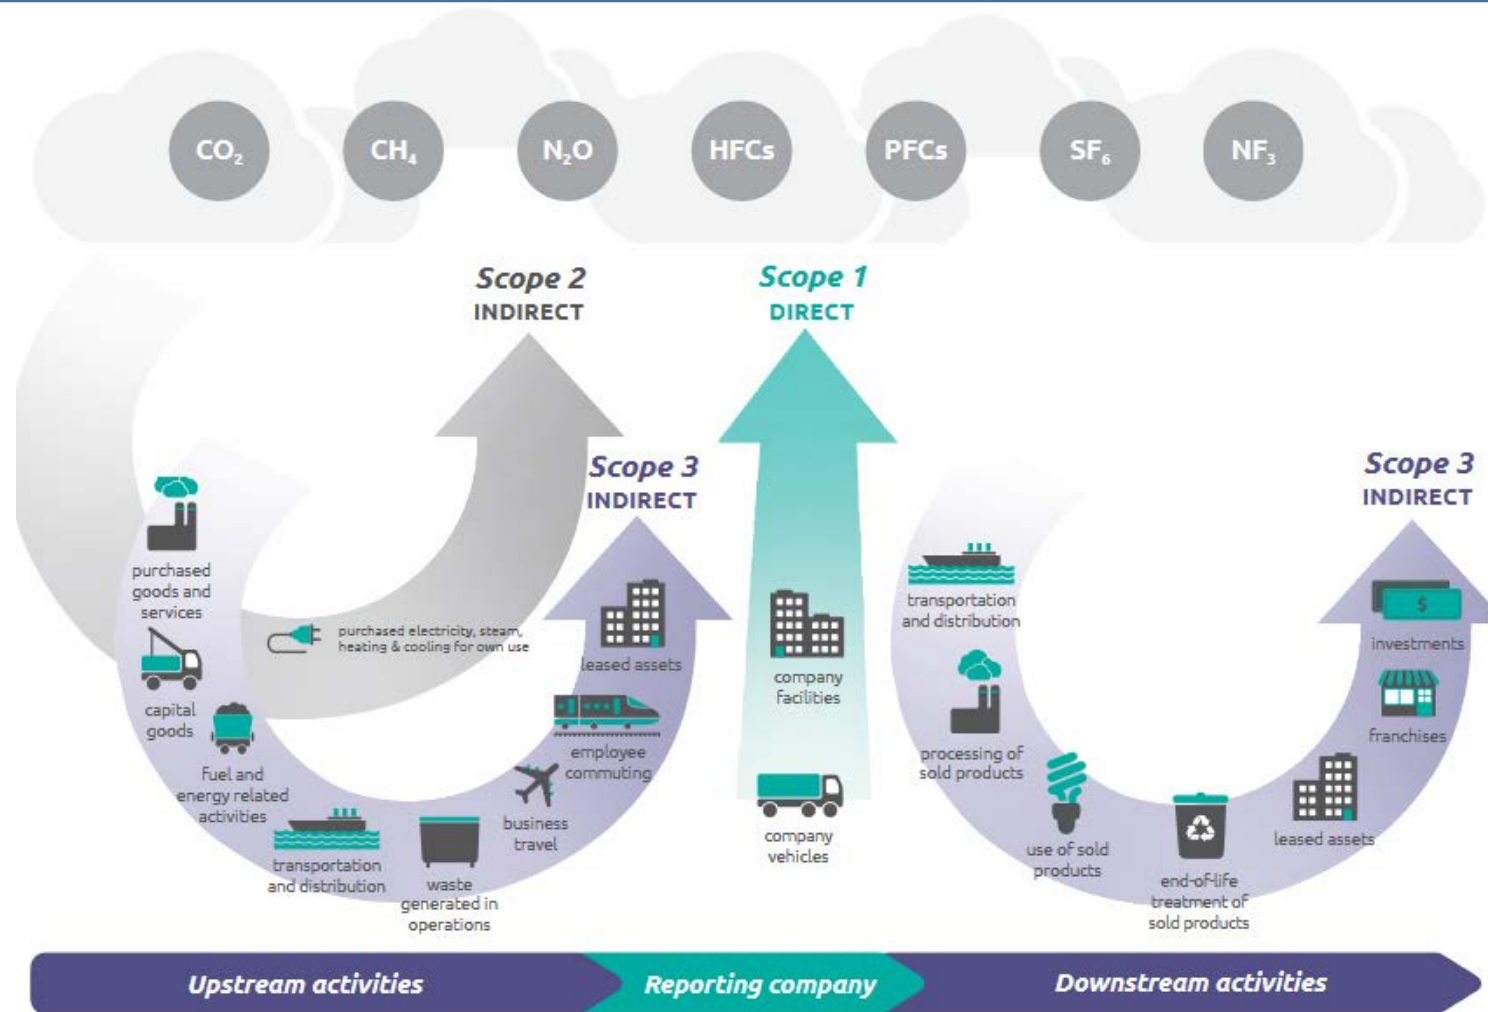 CO₂
CH₄
N₂O
HFCs
PFCs
SF₆
NF₃
Scope 2
INDIRECT
Scope 1
DIRECT
Scope 3
INDIRECT
Scope 3
INDIRECT
purchased
goods and
services
capital
goods
fuel and
energy related
activities
transportation
and distribution
waste
generated in
operations
business
travel
employee
commuting
leased assets
purchased electricity, steam,
heating & cooling for own use
company
facilities
company
vehicles
transportation
and distribution
processing of
sold products
use of sold
products
end-of-life
treatment of
sold products
leased assets
franchises
investments
$
Upstream activities
Reporting company
Downstream activities